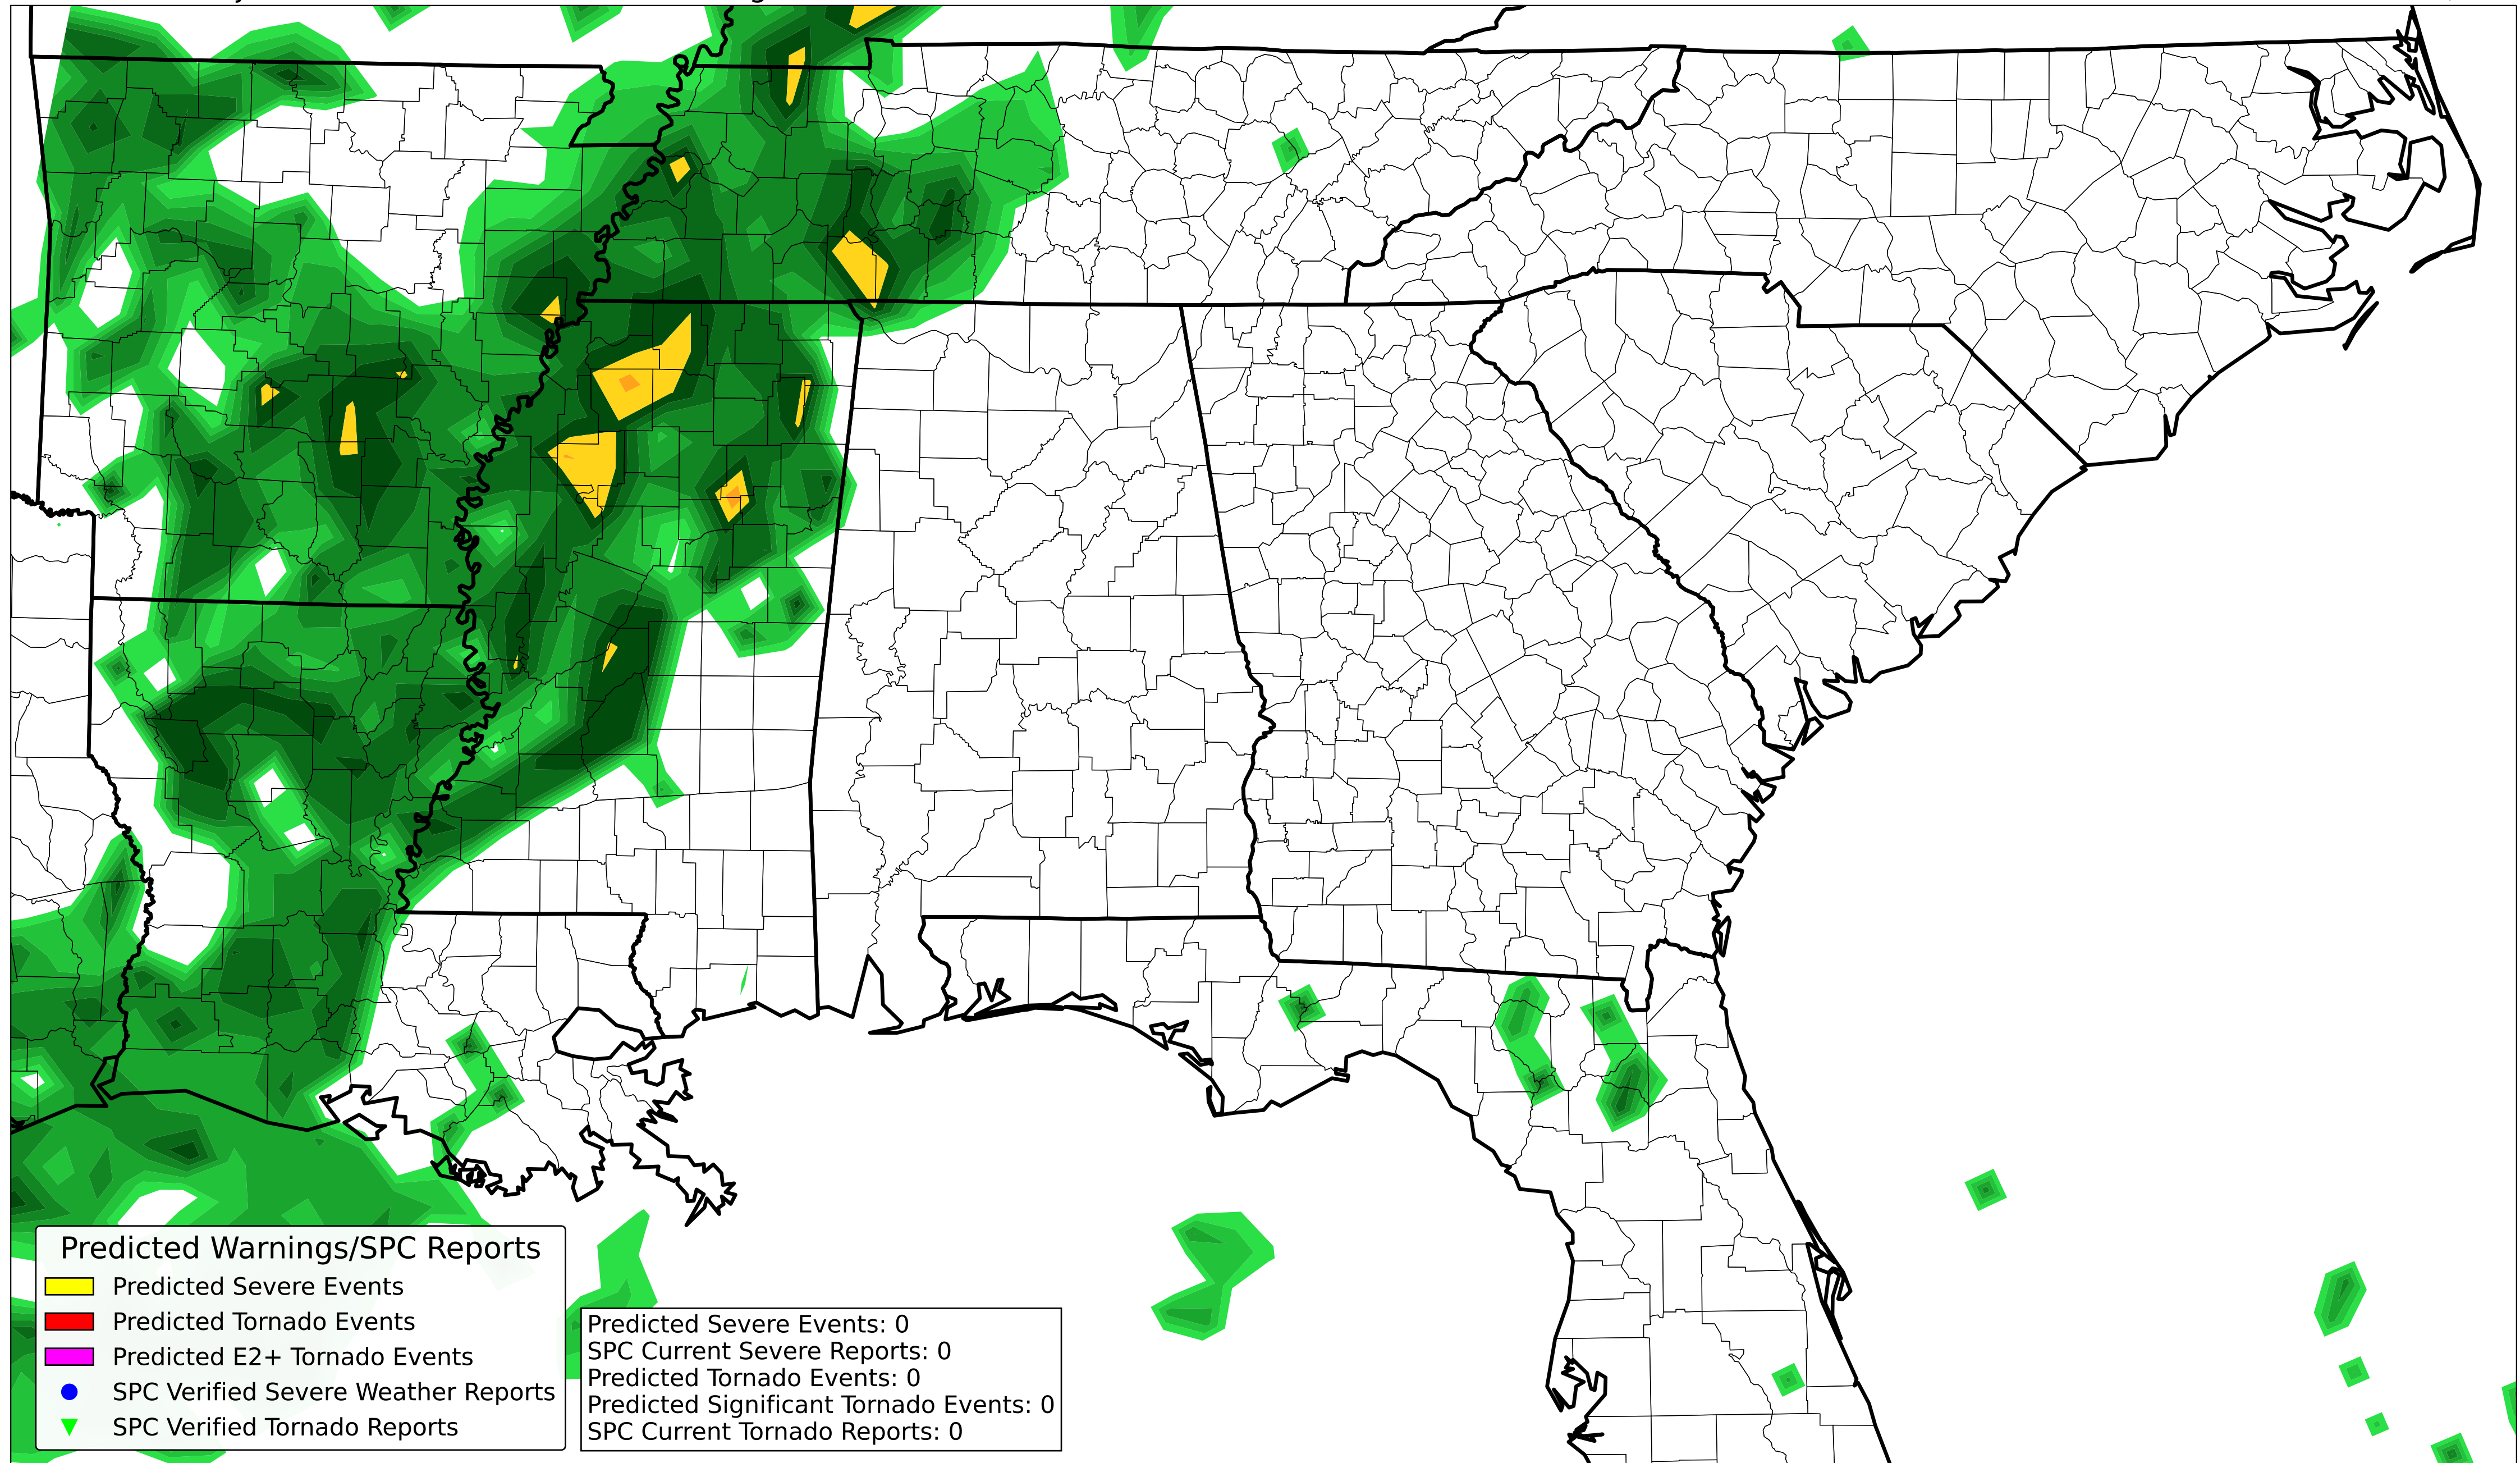 Predicted Warnings/SPC Reports
Predicted Severe Events
Predicted Tornado Events
Predicted E2+ Tornado Events
SPC Verified Severe Weather Reports
SPC Verified Tornado Reports
Predicted Severe Events: 0
SPC Current Severe Reports: 0
Predicted Tornado Events: 0
Predicted Significant Tornado Events: 0
SPC Current Tornado Reports: 0